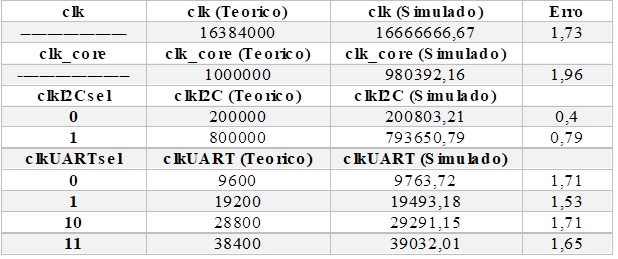 clk clk (Teorico) clk (Simulado) Erro
------------------ 16384000 16666666,67 1,73
clk_core clk_core (Teorico) clk_core (Simulado)
------------------- 1000000 980392,16 1,96
clkI2Csel clkI2C (Teorico) clkI2C (Simulado)
0 200000 200803,21 0,4
1 800000 793650,79 0,79
clkUARTsel clkUART (Teorico) clkUART (Simulado)
0 9600 9763,72 1,71
1 19200 19493,18 1,53
10 28800 29291,15 1,71
11 38400 39032,01 1,65